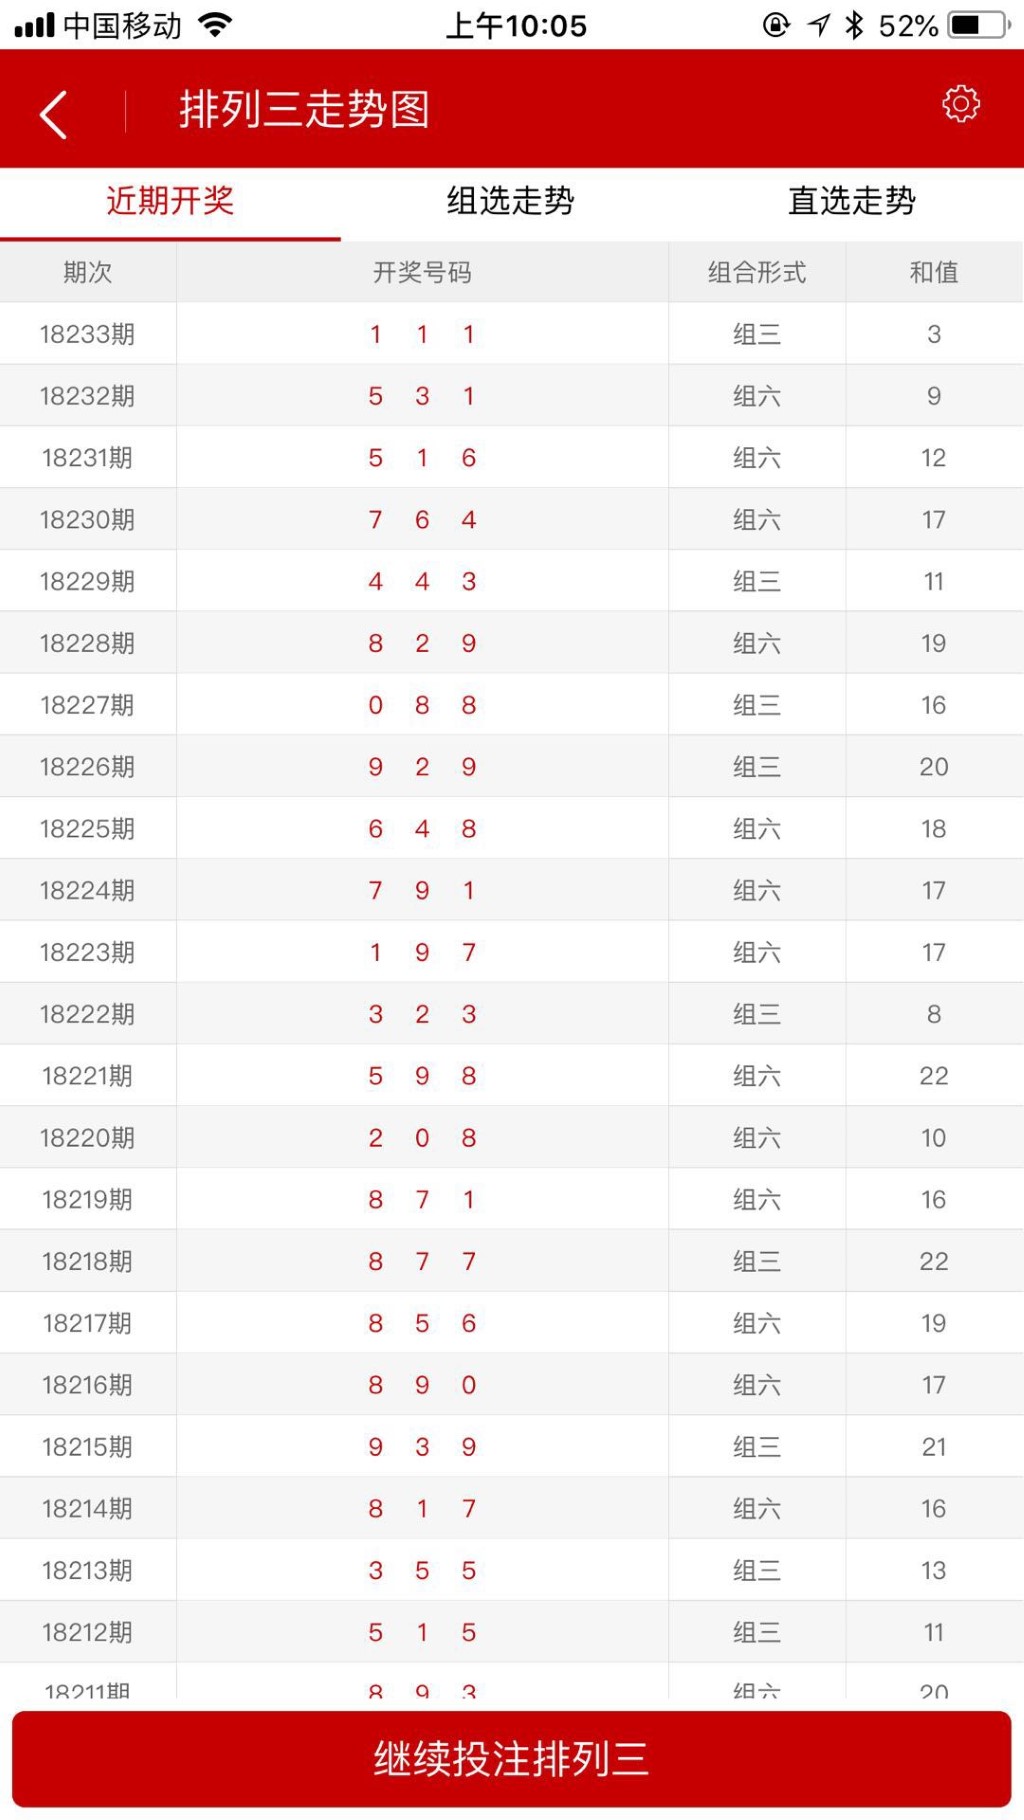 中国移动 上午10:05 52%
排列三走势图
近期开奖 组选走势 直选走势
期次 开奖号码 组合形式 和值
18233期 1 1 1 组三 3
18232期 5 3 1 组六 9
18231期 5 1 6 组六 12
18230期 7 6 4 组六 17
18229期 4 4 3 组三 11
18228期 8 2 9 组六 19
18227期 0 8 8 组三 16
18226期 9 2 9 组三 20
18225期 6 4 8 组六 18
18224期 7 9 1 组六 17
18223期 1 9 7 组六 17
18222期 3 2 3 组三 8
18221期 5 9 8 组六 22
18220期 2 0 8 组六 10
18219期 8 7 1 组六 16
18218期 8 7 7 组三 22
18217期 8 5 6 组六 19
18216期 8 9 0 组六 17
18215期 9 3 9 组三 21
18214期 8 1 7 组六 16
18213期 3 5 5 组三 13
18212期 5 1 5 组三 11
18211期 8 9 3 组六 20
继续投注排列三